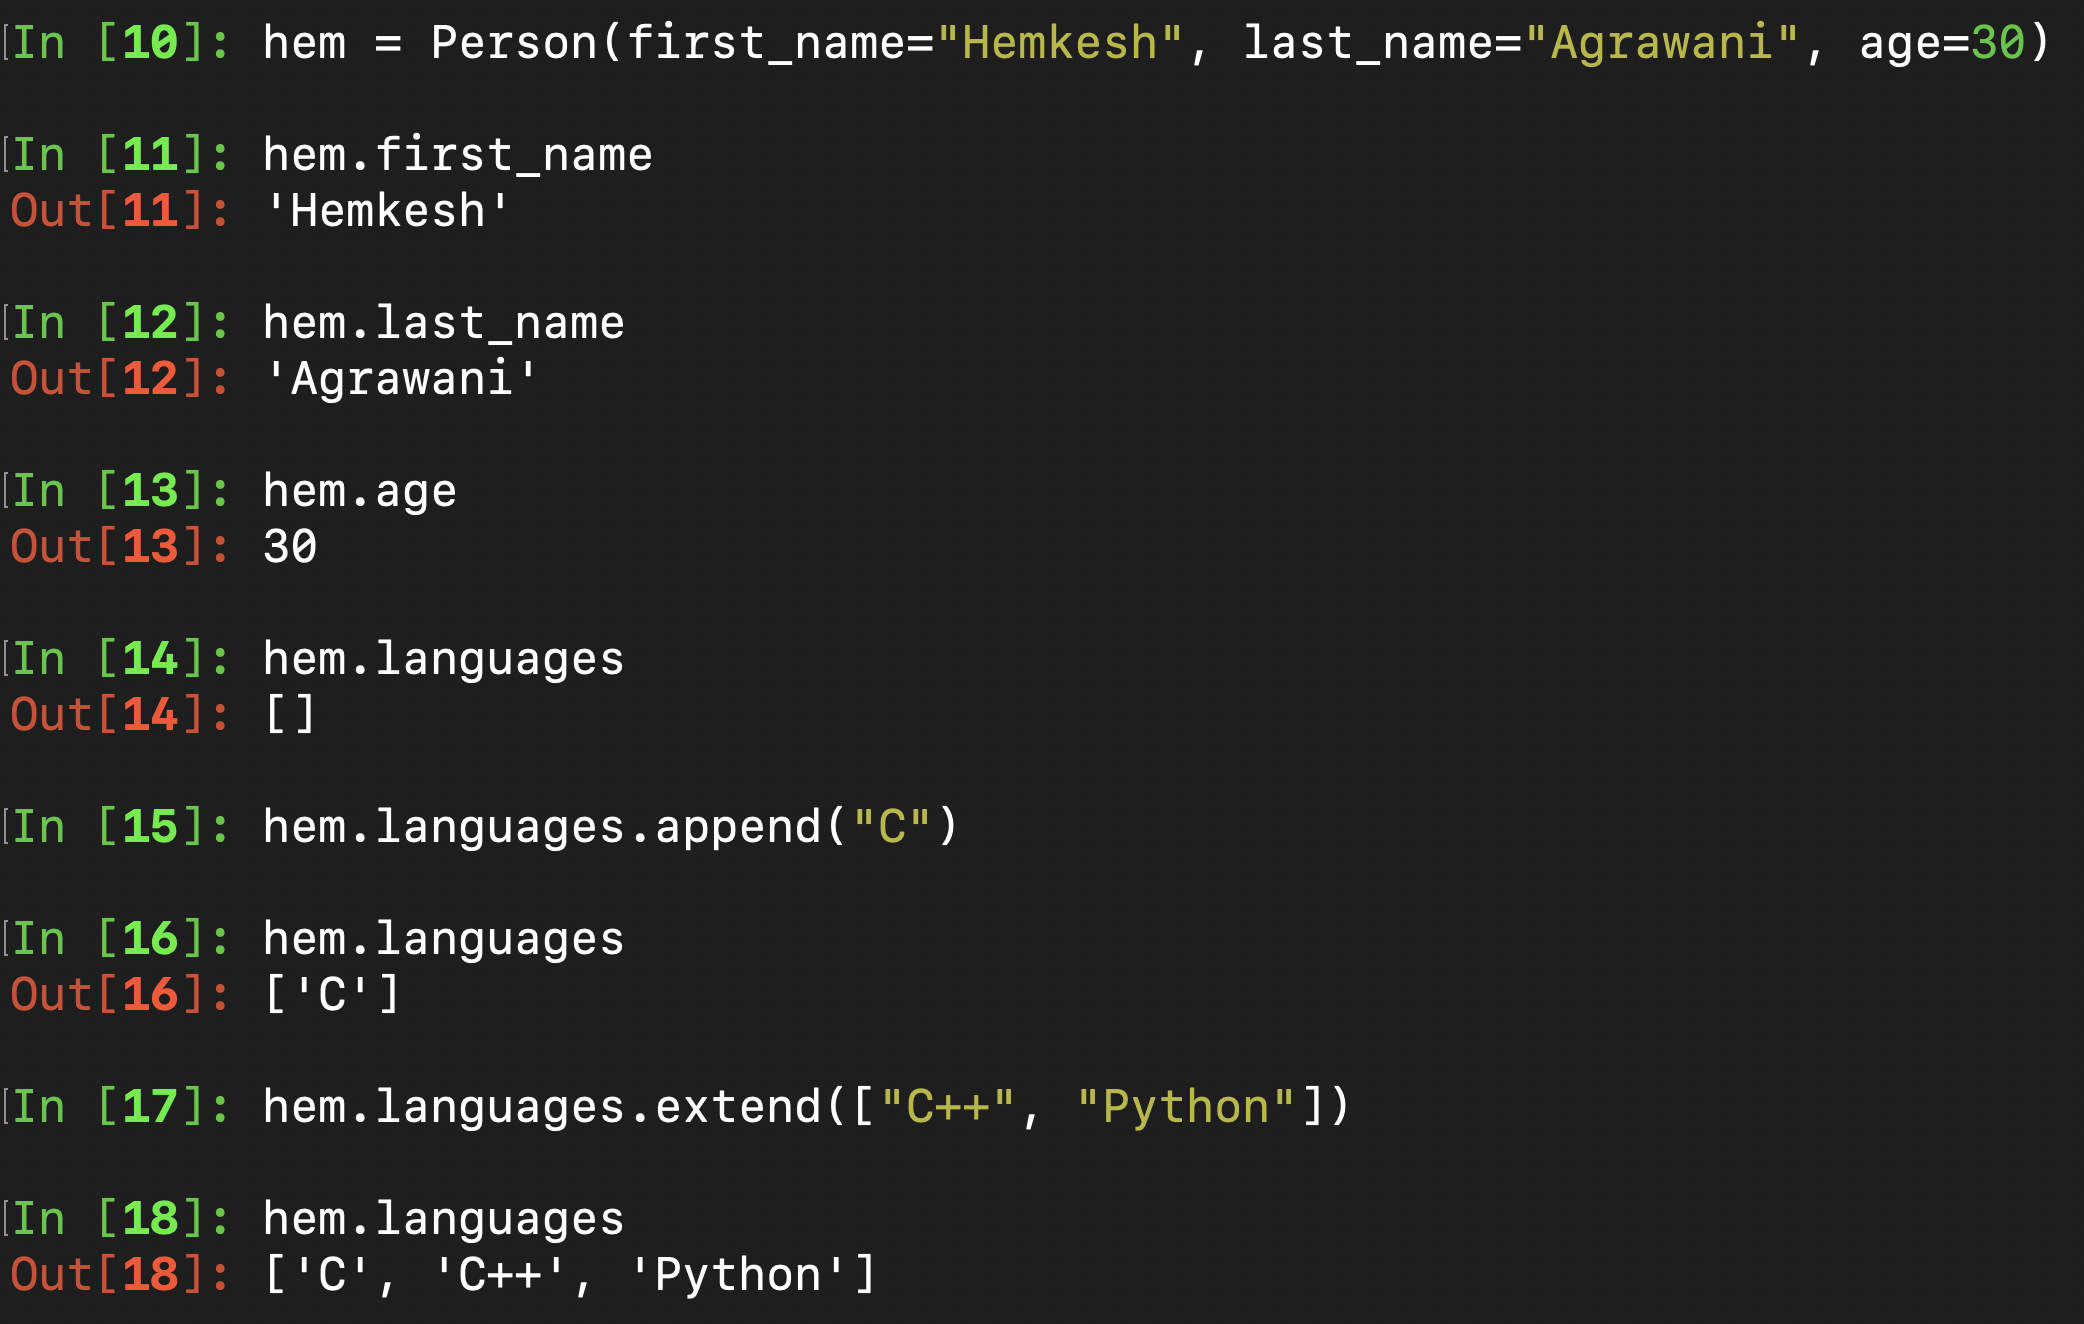 In [10]: hem = Person(first_name="Hemkesh", last_name="Agrawani", age=30)
In [11]: hem.first_name
Out[11]: 'Hemkesh'
In [12]: hem.last_name
Out[12]: 'Agrawani'
In [13]: hem.age
Out[13]: 30
In [14]: hem.languages
Out[14]: []
In [15]: hem.languages.append("C")
In [16]: hem.languages
Out[16]: ['C']
In [17]: hem.languages.extend(["C++", "Python"])
In [18]: hem.languages
Out[18]: ['C', 'C++', 'Python']